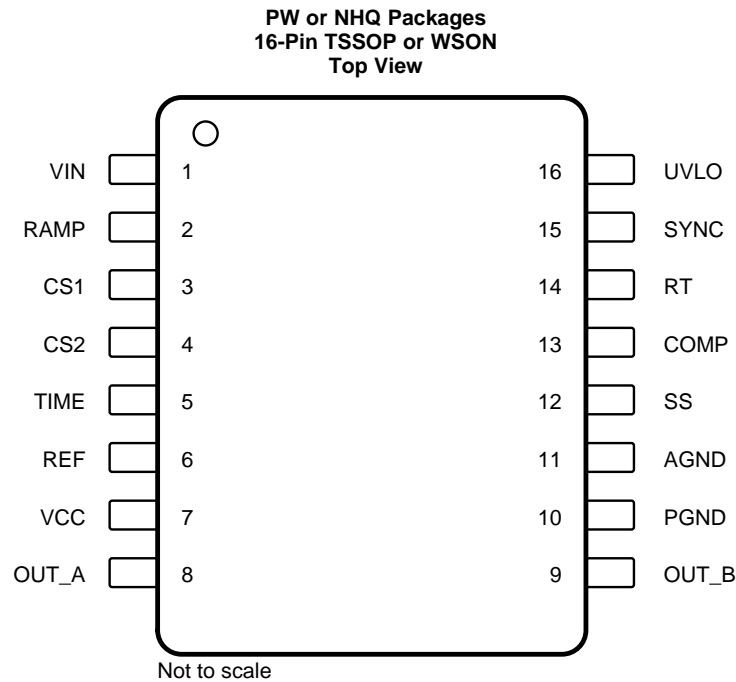 PW or NHQ Packages
16-Pin TSSOP or WSON
Top View
VIN 1 16 UVLO
RAMP 2 15 SYNC
CS1 3 14 RT
CS2 4 13 COMP
TIME 5 12 SS
REF 6 11 AGND
VCC 7 10 PGND
OUT_A 8 9 OUT_B
Not to scale